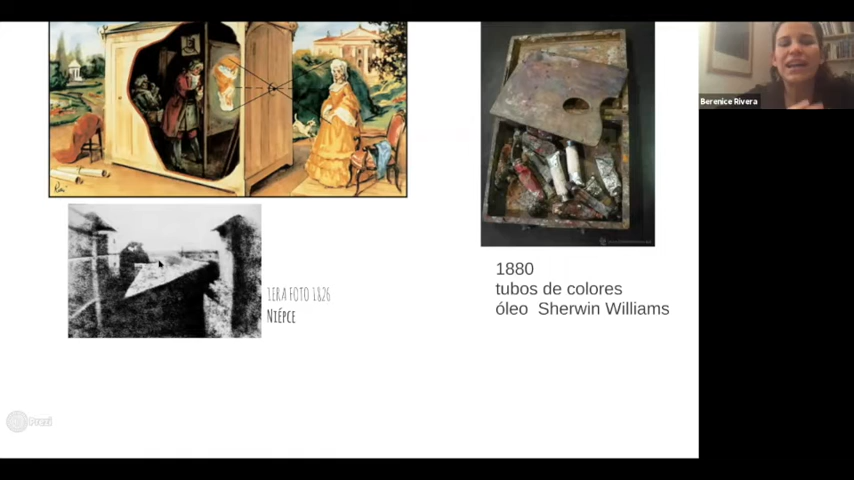 1ERA FOTO 1826
NIÉPCE
1880
tubos de colores
óleo Sherwin Williams
Berenice Rivera
Prezi